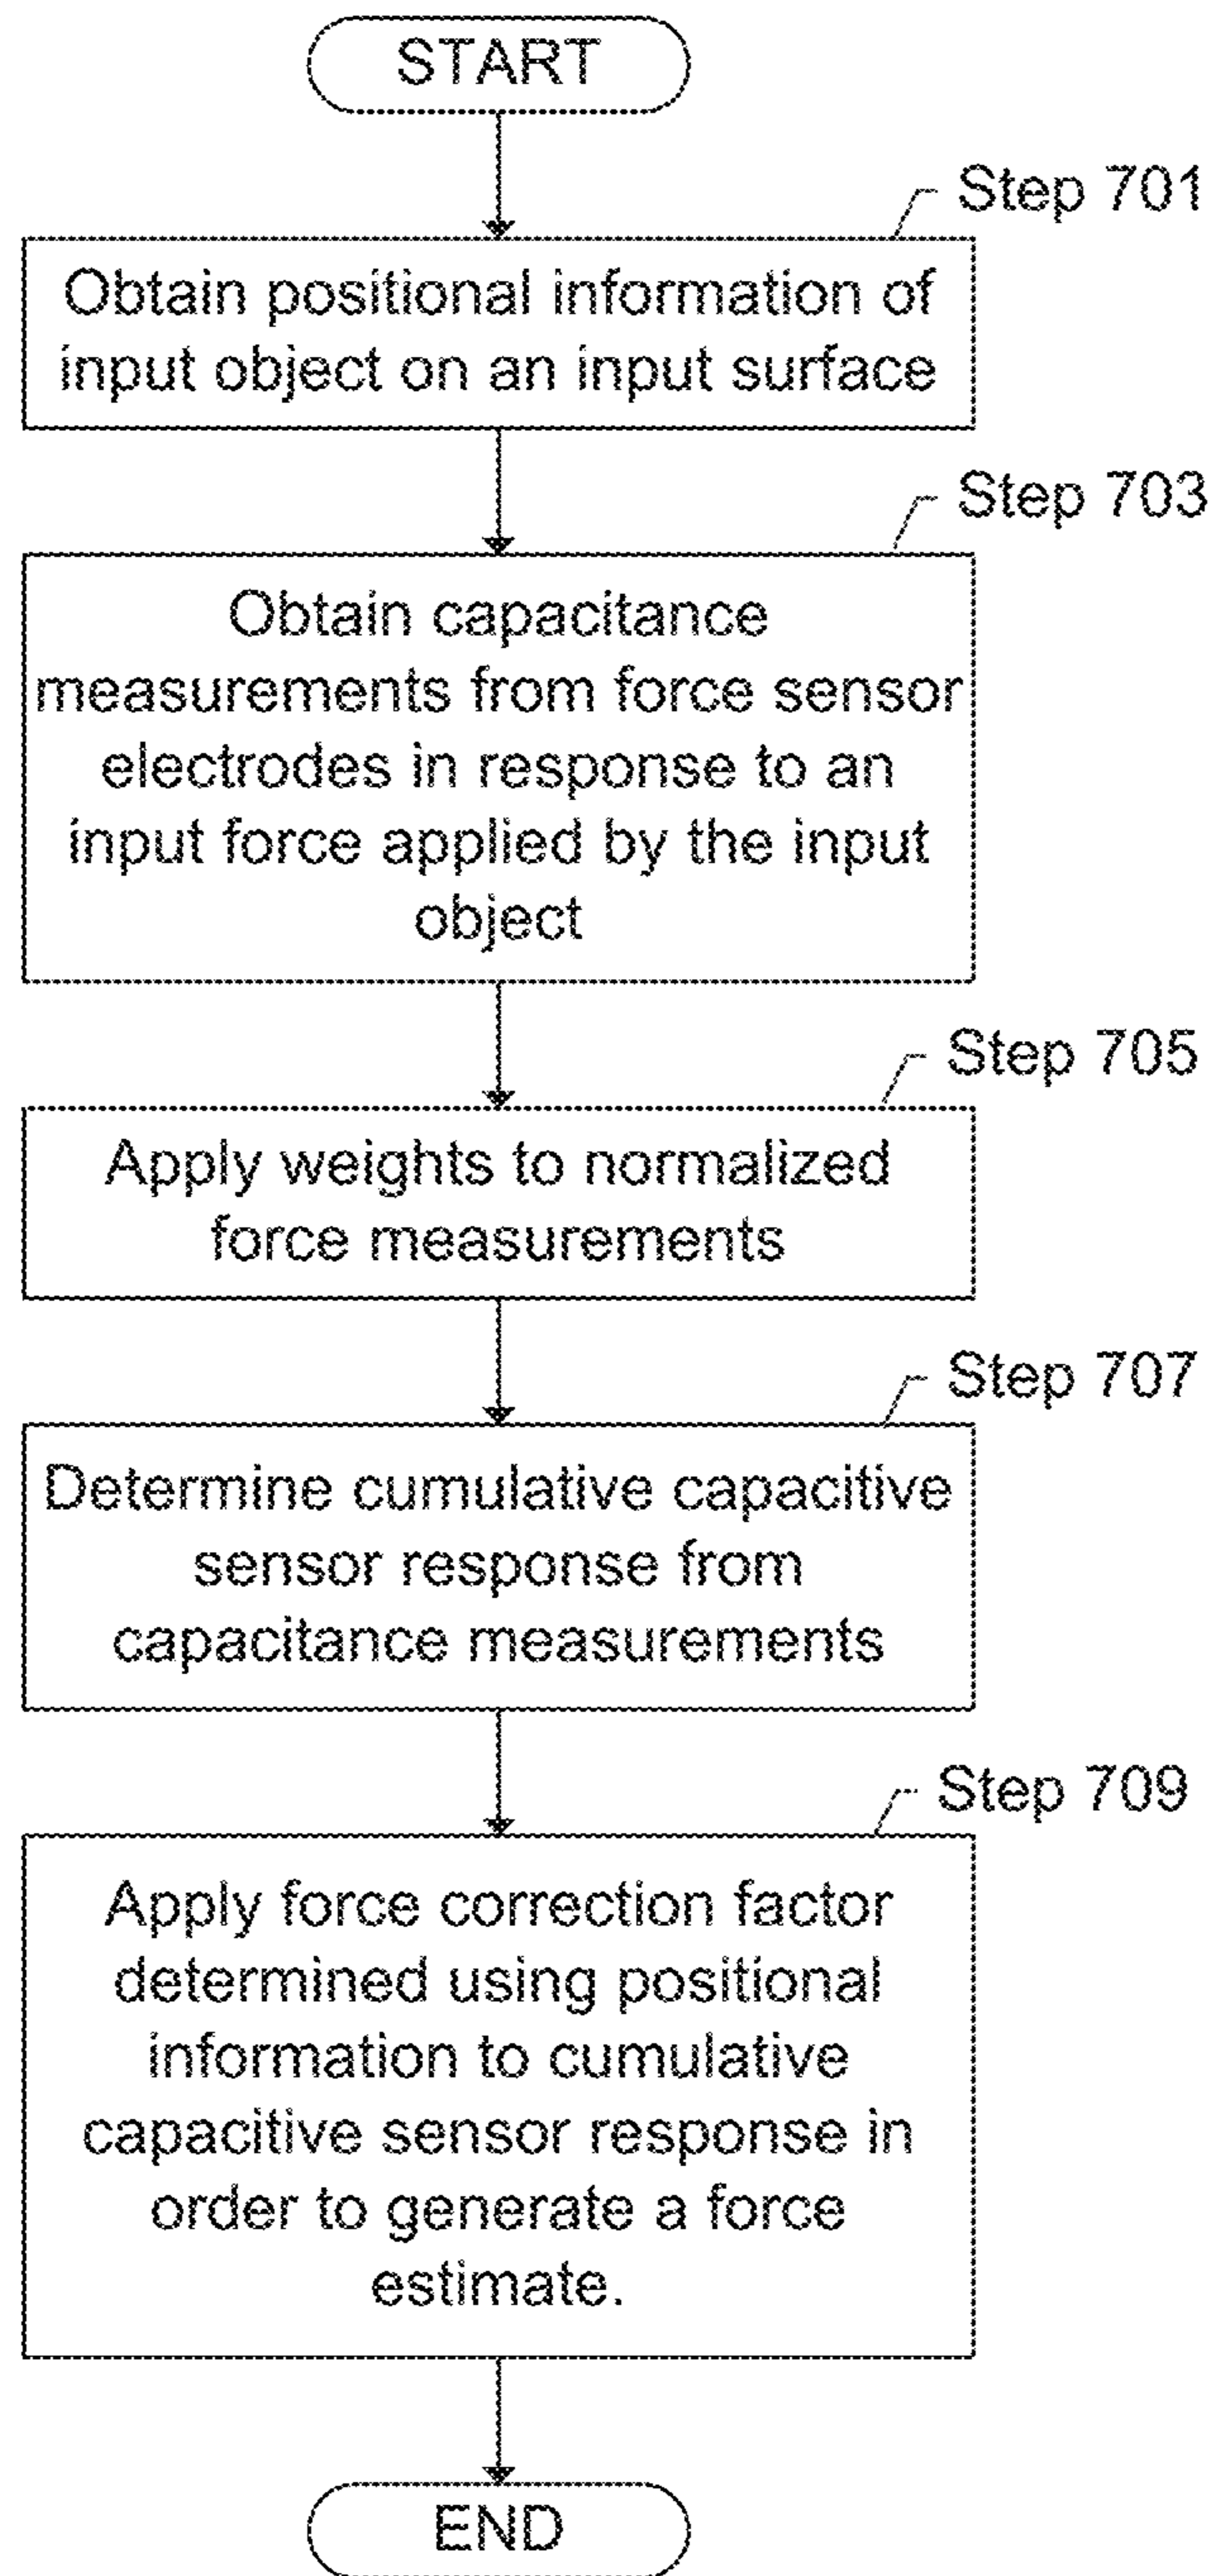 START
Step 701
Obtain positional information of
input object on an input surface
Step 703
Obtain capacitance
measurements from force sensor
electrodes in response to an
input force applied by the input
object
Step 705
Apply weights to normalized
force measurements
Step 707
Determine cumulative capacitive
sensor response from
capacitance measurements
Step 709
Apply force correction factor
determined using positional
information to cumulative
capacitive sensor response in
order to generate a force
estimate.
END